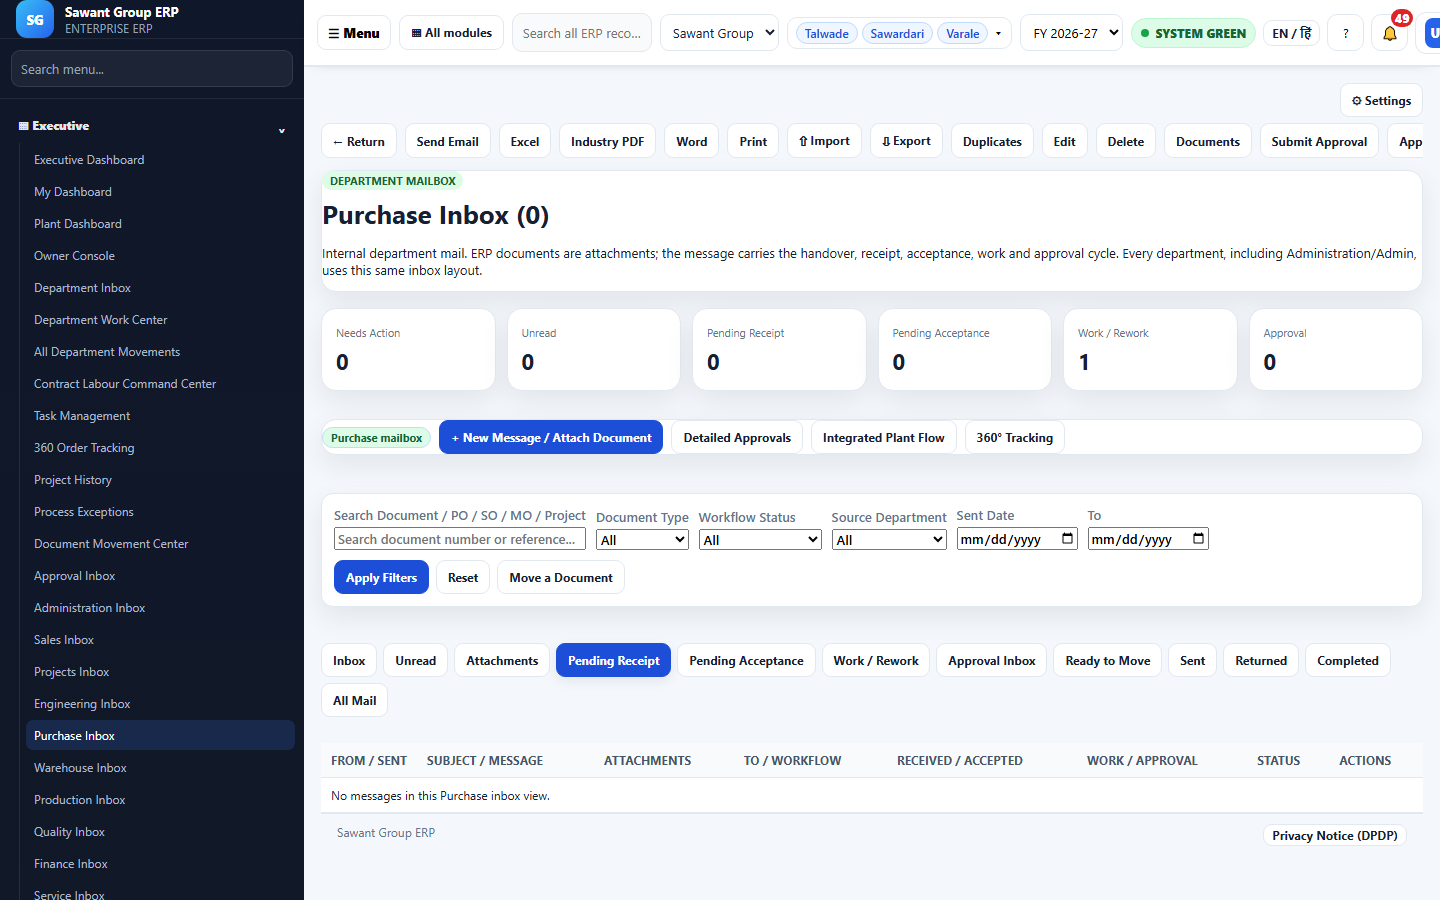 SG
Sawant Group ERP
ENTERPRISE ERP
Search menu...
Executive
Executive Dashboard
My Dashboard
Plant Dashboard
Owner Console
Department Inbox
Department Work Center
All Department Movements
Contract Labour Command Center
Task Management
360 Order Tracking
Project History
Process Exceptions
Document Movement Center
Approval Inbox
Administration Inbox
Sales Inbox
Projects Inbox
Engineering Inbox
Purchase Inbox
Warehouse Inbox
Production Inbox
Quality Inbox
Finance Inbox
Service Inbox
☰ Menu
All modules
Search all ERP reco...
Sawant Group
Talwade Sawardari Varale
FY 2026-27
SYSTEM GREEN
EN / हिं
?
49
U
⚙ Settings
← Return
Send Email
Excel
Industry PDF
Word
Print
⇧ Import
⇩ Export
Duplicates
Edit
Delete
Documents
Submit Approval
App
DEPARTMENT MAILBOX
Purchase Inbox (0)
Internal department mail. ERP documents are attachments; the message carries the handover, receipt, acceptance, work and approval cycle. Every department, including Administration/Admin,
uses this same inbox layout.
Needs Action
0
Unread
0
Pending Receipt
0
Pending Acceptance
0
Work / Rework
1
Approval
0
Purchase mailbox
+ New Message / Attach Document
Detailed Approvals
Integrated Plant Flow
360° Tracking
Search Document / PO / SO / MO / Project
Search document number or reference...
Document Type
All
Workflow Status
All
Source Department
All
Sent Date
mm/dd/yyyy
To
mm/dd/yyyy
Apply Filters
Reset
Move a Document
Inbox
Unread
Attachments
Pending Receipt
Pending Acceptance
Work / Rework
Approval Inbox
Ready to Move
Sent
Returned
Completed
All Mail
FROM / SENT SUBJECT / MESSAGE ATTACHMENTS TO / WORKFLOW RECEIVED / ACCEPTED WORK / APPROVAL STATUS ACTIONS
No messages in this Purchase inbox view.
Sawant Group ERP
Privacy Notice (DPDP)